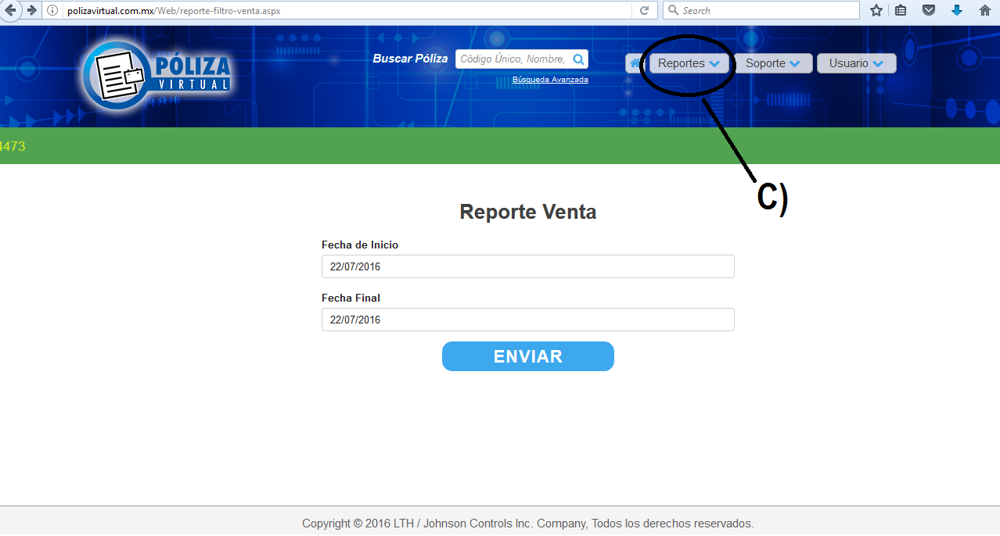 polizavirtual.com.mx/Web/reporte-filtro-venta.aspx
Search
PÓLIZA
VIRTUAL
Buscar Póliza
Código Único, Nombre,
Búsqueda Avanzada
Reportes
Soporte
Usuario
4473
C)
Reporte Venta
Fecha de Inicio
22/07/2016
Fecha Final
22/07/2016
ENVIAR
Copyright © 2016 LTH / Johnson Controls Inc. Company, Todos los derechos reservados.